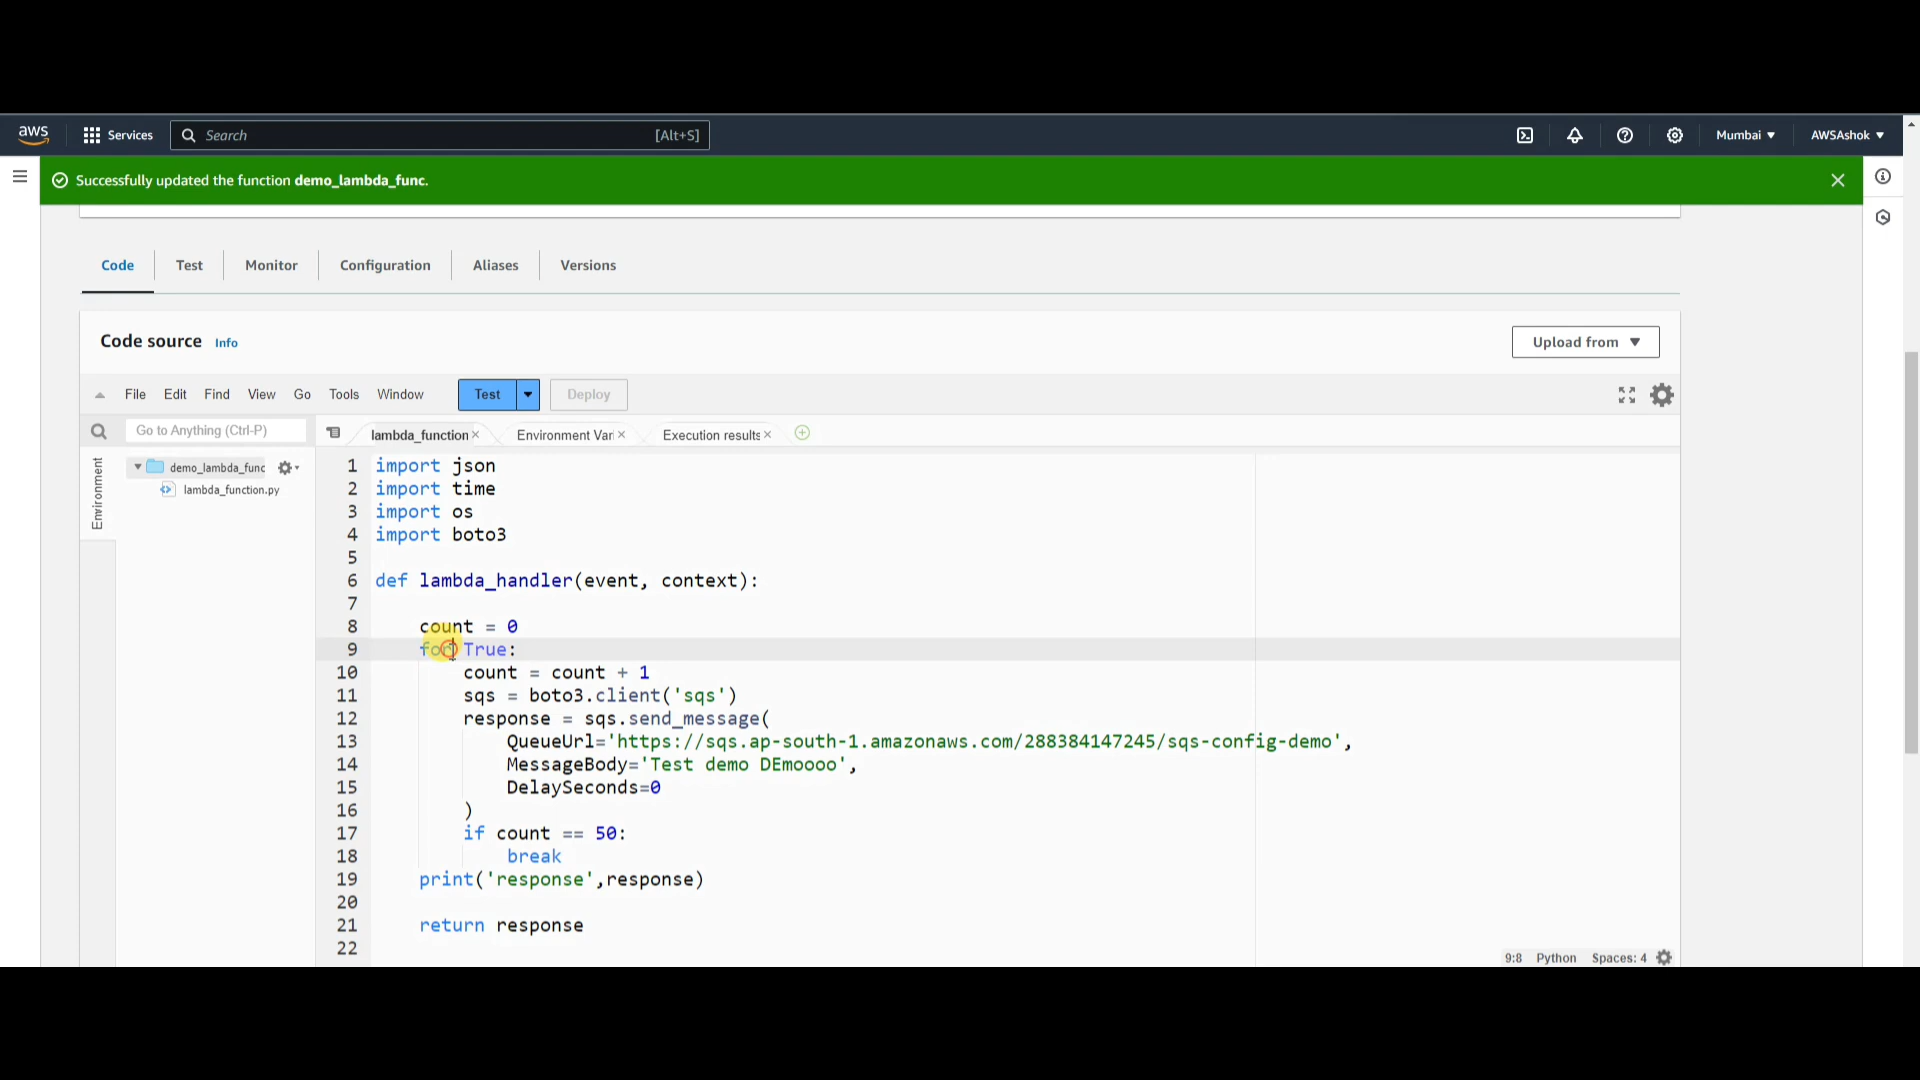 aws Services Search [Alt+S] Mumbai ▼ AWSAshok ▼
Successfully updated the function demo_lambda_func.
Code Test Monitor Configuration Aliases Versions
Code source Info Upload from ▼
File Edit Find View Go Tools Window Test Deploy
Go to Anything (Ctrl-P) lambda_function × Environment Vari × Execution results ×
Environment
demo_lambda_func
lambda_function.py
1 import json
2 import time
3 import os
4 import boto3
5
6 def lambda_handler(event, context):
7
8 count = 0
9 for True:
10 count = count + 1
11 sqs = boto3.client('sqs')
12 response = sqs.send_message(
13 QueueUrl='https://sqs.ap-south-1.amazonaws.com/288384147245/sqs-config-demo',
14 MessageBody='Test demo DEmoooo',
15 DelaySeconds=0
16 )
17 if count == 50:
18 break
19 print('response',response)
20
21 return response
22
9:8 Python Spaces: 4